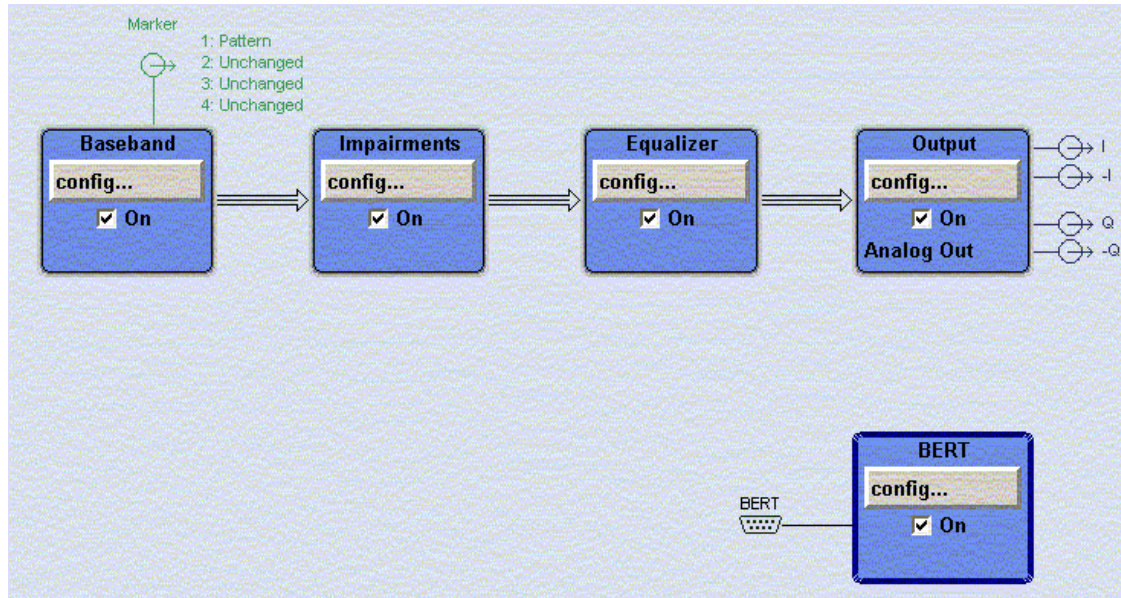 Marker
1: Pattern
2: Unchanged
3: Unchanged
4: Unchanged
Baseband
config...
On
Impairments
config...
On
Equalizer
config...
On
Output
config...
On
Analog Out
I
-I
Q
-Q
BERT
BERT
config...
On